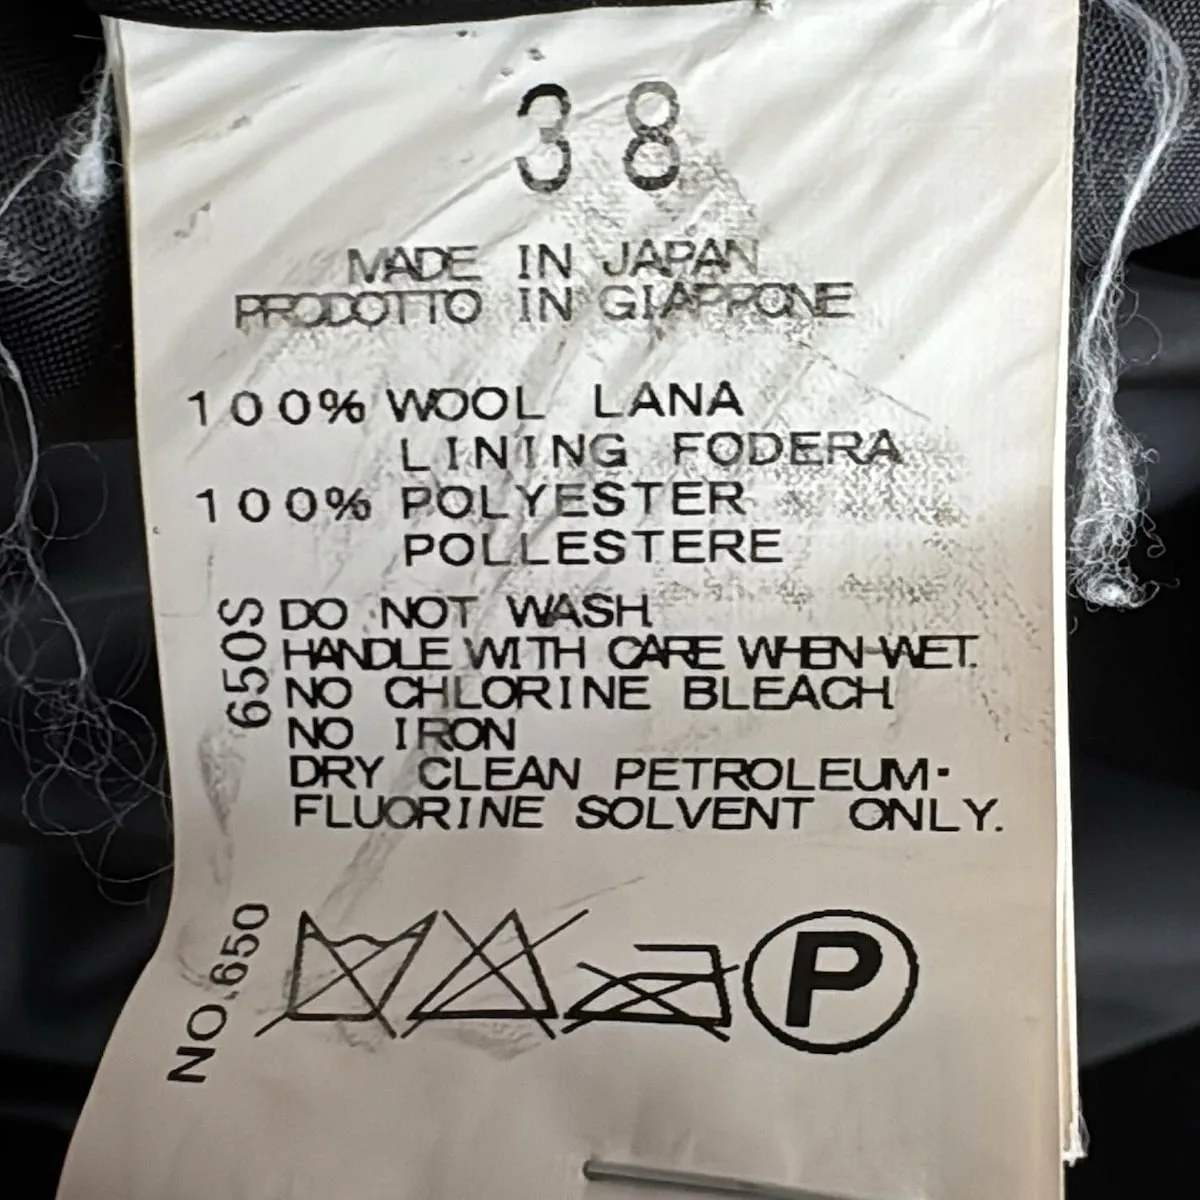 38
MADE IN JAPAN
PRODOTTO IN GIAPPONE
100% WOOL LANA
LINING FODERA
100% POLYESTER
POLLESTERE
650S
DO NOT WASH
HANDLE WITH CARE WHEN WET.
NO CHLORINE BLEACH
NO IRON
DRY CLEAN PETROLEUM·
FLUORINE SOLVENT ONLY.
NO.650
P